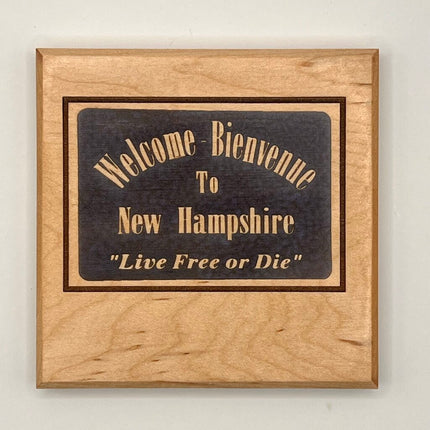 Welcome - Bienvenue
To
New Hampshire
"Live Free or Die"